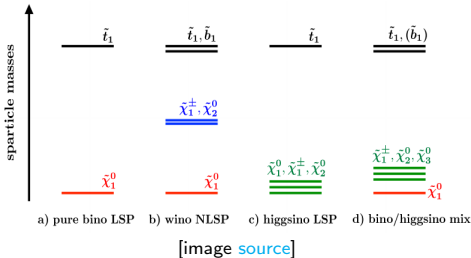 sparticle masses
t̃₁
t̃₁, b̃₁
t̃₁
t̃₁, (b̃₁)
χ̃₁±, χ̃₂⁰
χ̃₁⁰, χ̃₁±, χ̃₂⁰
χ̃₁±, χ̃₂⁰, χ̃₃⁰
χ̃₁⁰
χ̃₁⁰
χ̃₁⁰
a) pure bino LSP
b) wino NLSP
c) higgsino LSP
d) bino/higgsino mix
[image source]